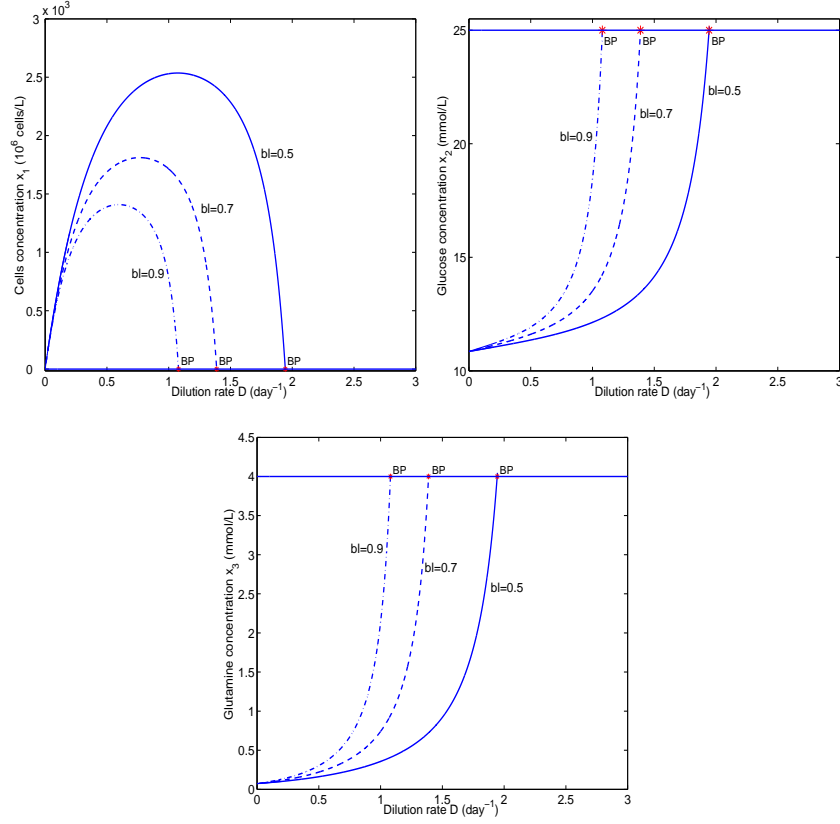 x 10³
3
2.5
2
1.5
1
0.5
0
0
0.5
1
1.5
2
2.5
3
Cells concentration x₁ (10⁶ cells/L)
Dilution rate D (day⁻¹)
bl=0.5
bl=0.7
bl=0.9
BP
BP
BP
25
20
15
10
0
0.5
1
1.5
2
2.5
3
Glucose concentration x₂ (mmol/L)
Dilution rate D (day⁻¹)
BP
BP
BP
bl=0.5
bl=0.7
bl=0.9
4.5
4
3.5
3
2.5
2
1.5
1
0.5
0
0
0.5
1
1.5
2
2.5
3
Glutamine concentration x₃ (mmol/L)
Dilution rate D (day⁻¹)
BP
BP
BP
bl=0.9
bl=0.7
bl=0.5